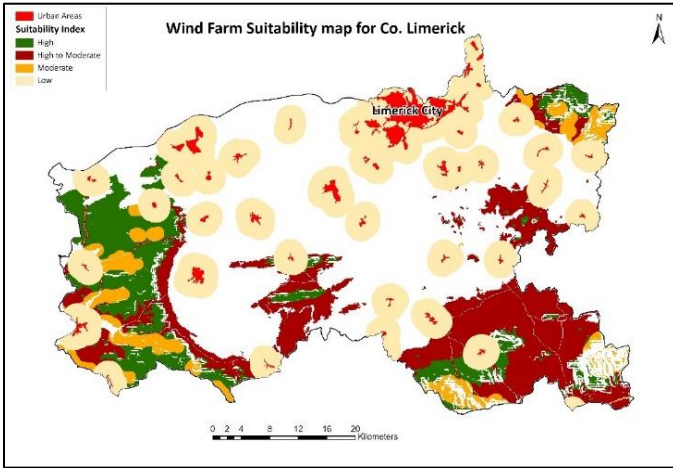 Urban Areas
Suitability Index
High
High to Moderate
Moderate
Low
Wind Farm Suitability map for Co. Limerick
N
Limerick City
0 2 4 8 12 16 20
Kilometers